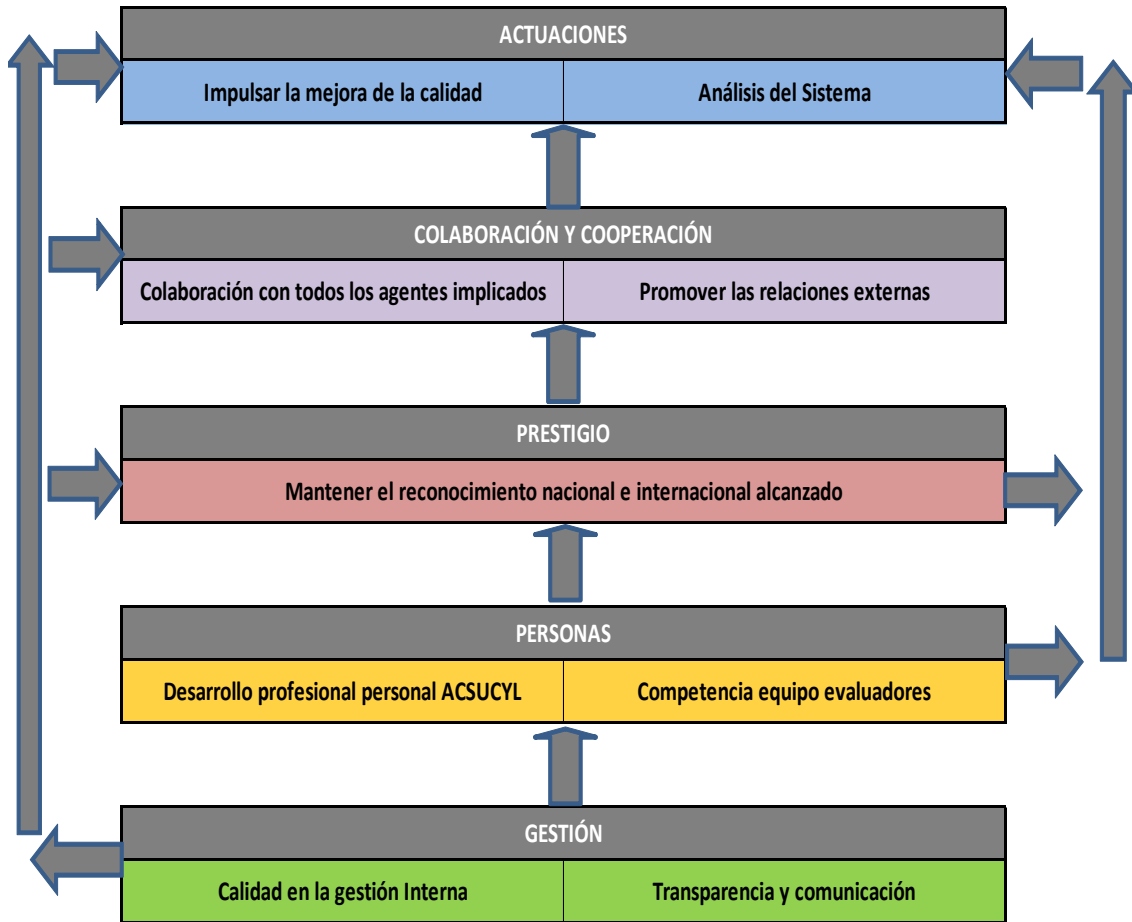 ACTUACIONES
Impulsar la mejora de la calidad
Análisis del Sistema
COLABORACIÓN Y COOPERACIÓN
Colaboración con todos los agentes implicados
Promover las relaciones externas
PRESTIGIO
Mantener el reconocimiento nacional e internacional alcanzado
PERSONAS
Desarrollo profesional personal ACSUCYL
Competencia equipo evaluadores
GESTIÓN
Calidad en la gestión Interna
Transparencia y comunicación